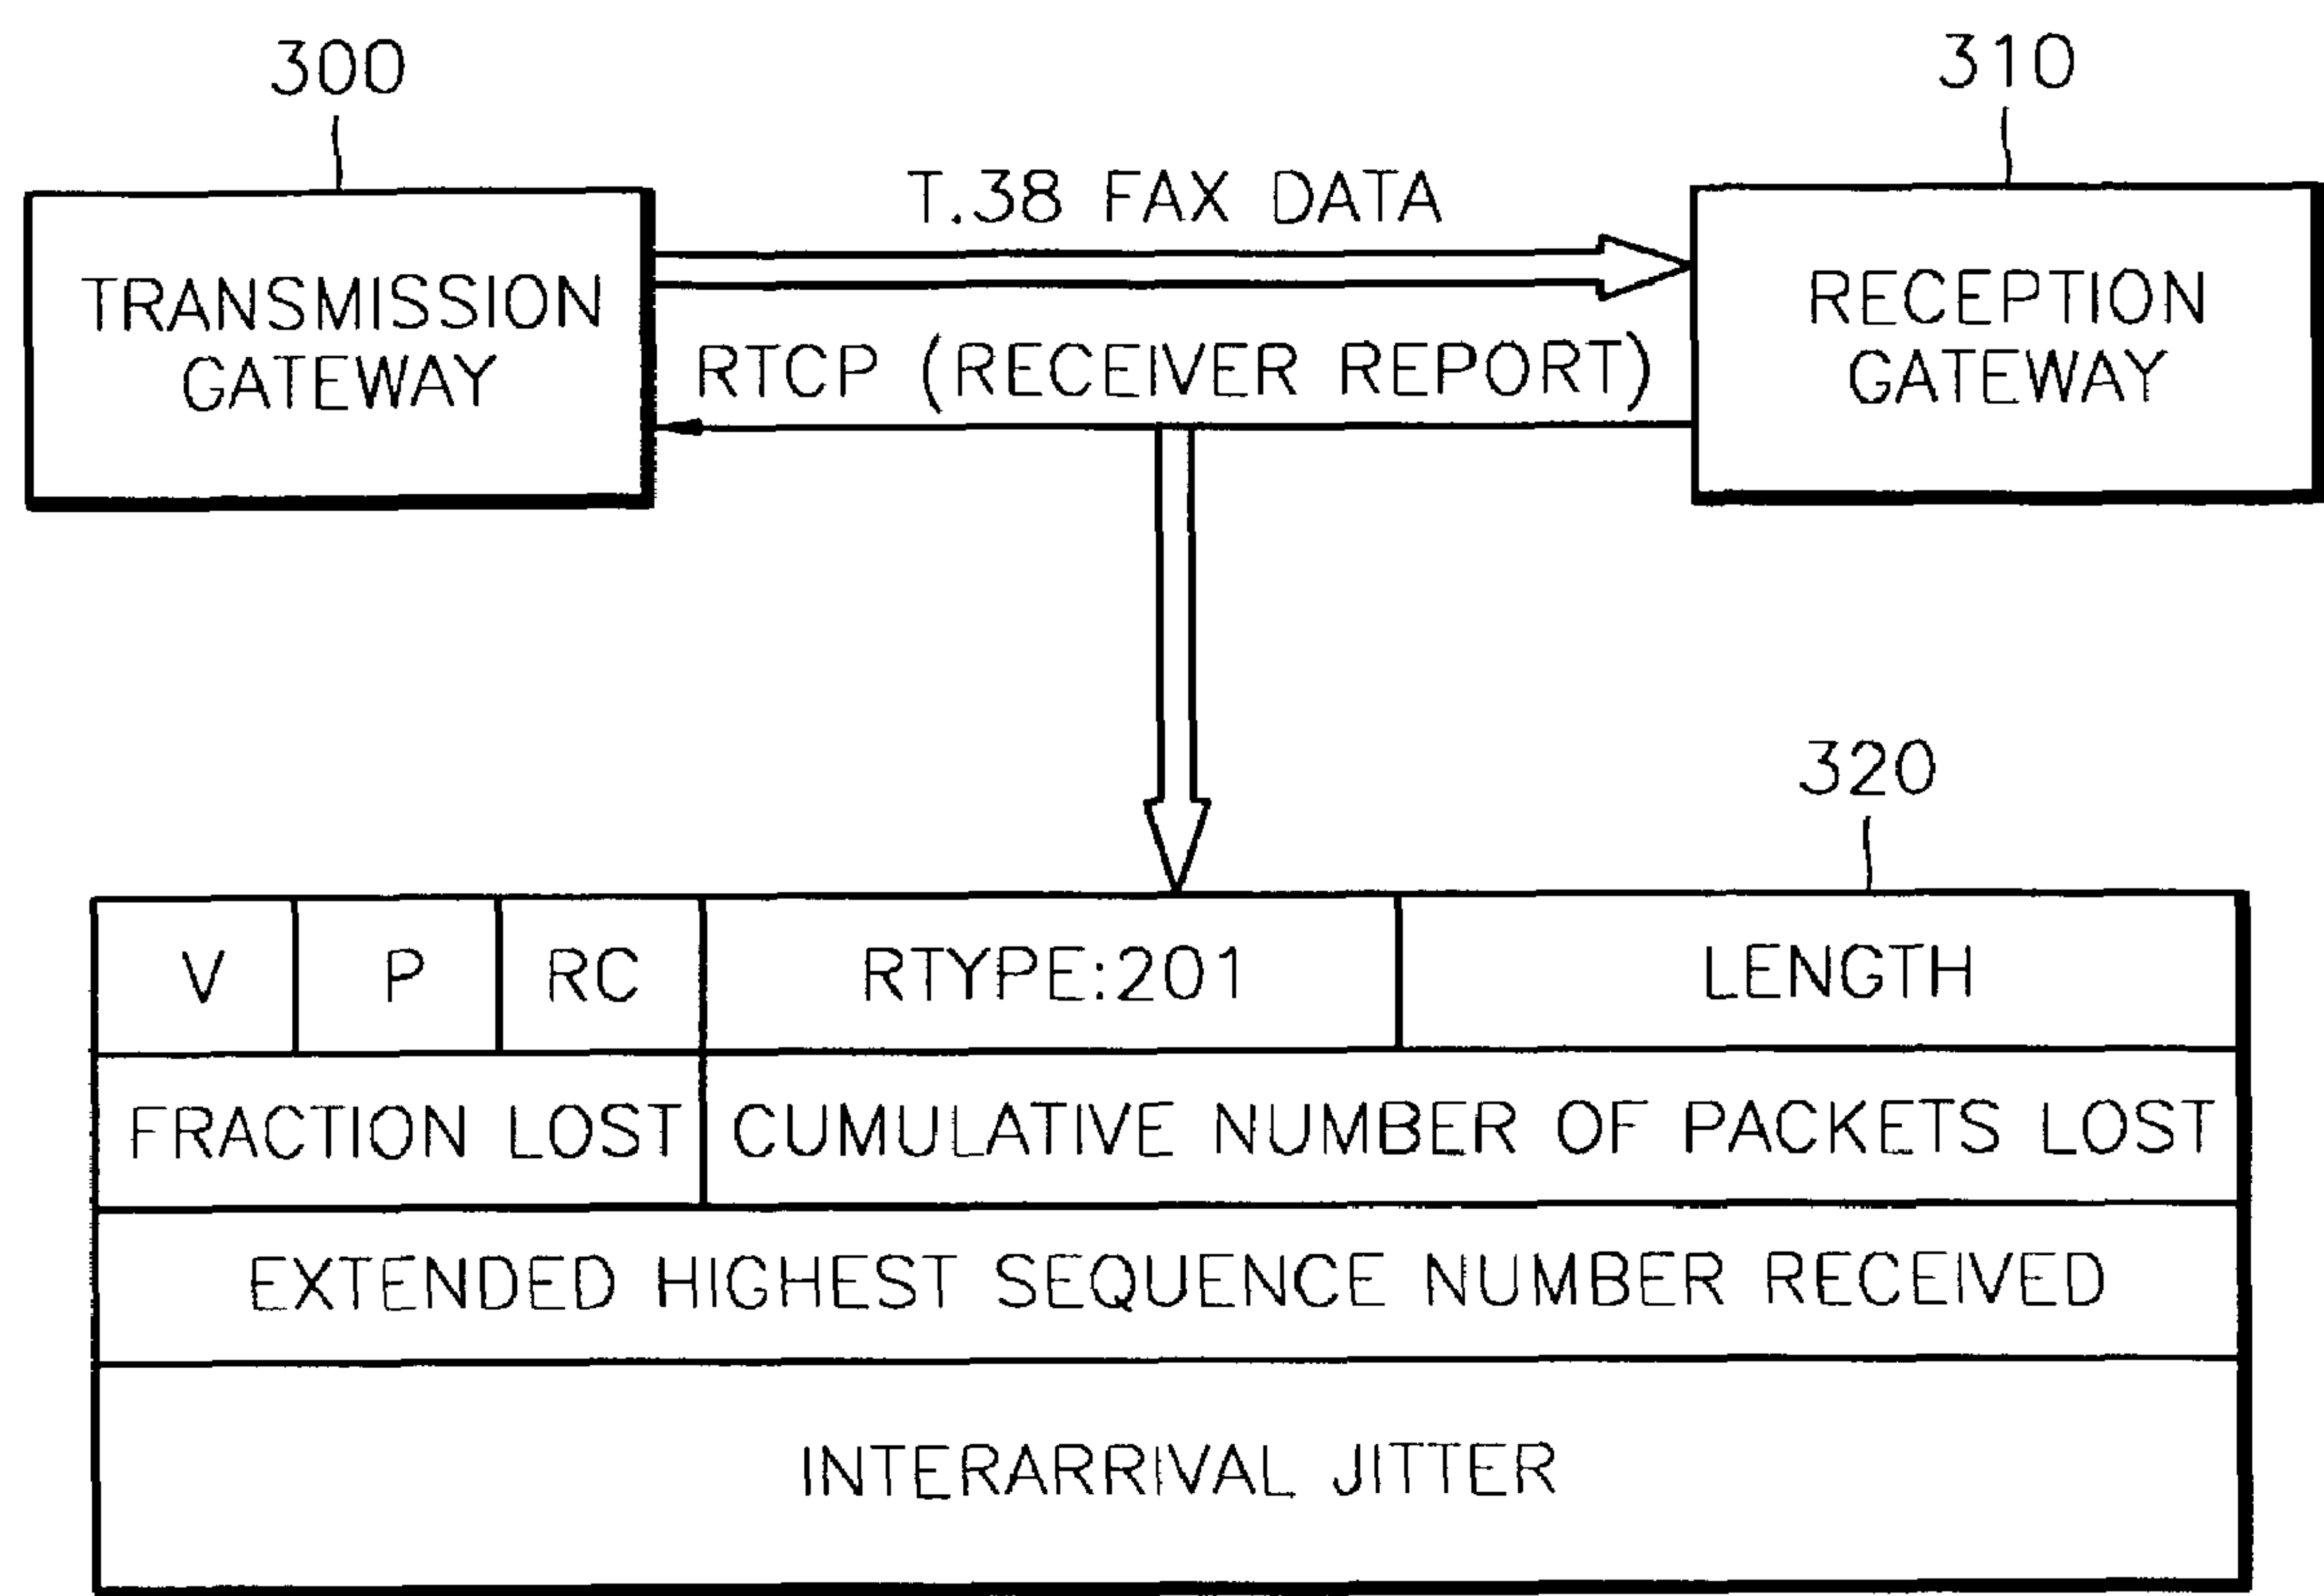 300
310
T.38 FAX DATA
TRANSMISSION
GATEWAY
RECEPTION
GATEWAY
RTCP (RECEIVER REPORT)
320
V P RC RTYPE:201 LENGTH
FRACTION LOST CUMULATIVE NUMBER OF PACKETS LOST
EXTENDED HIGHEST SEQUENCE NUMBER RECEIVED
INTERARRIVAL JITTER